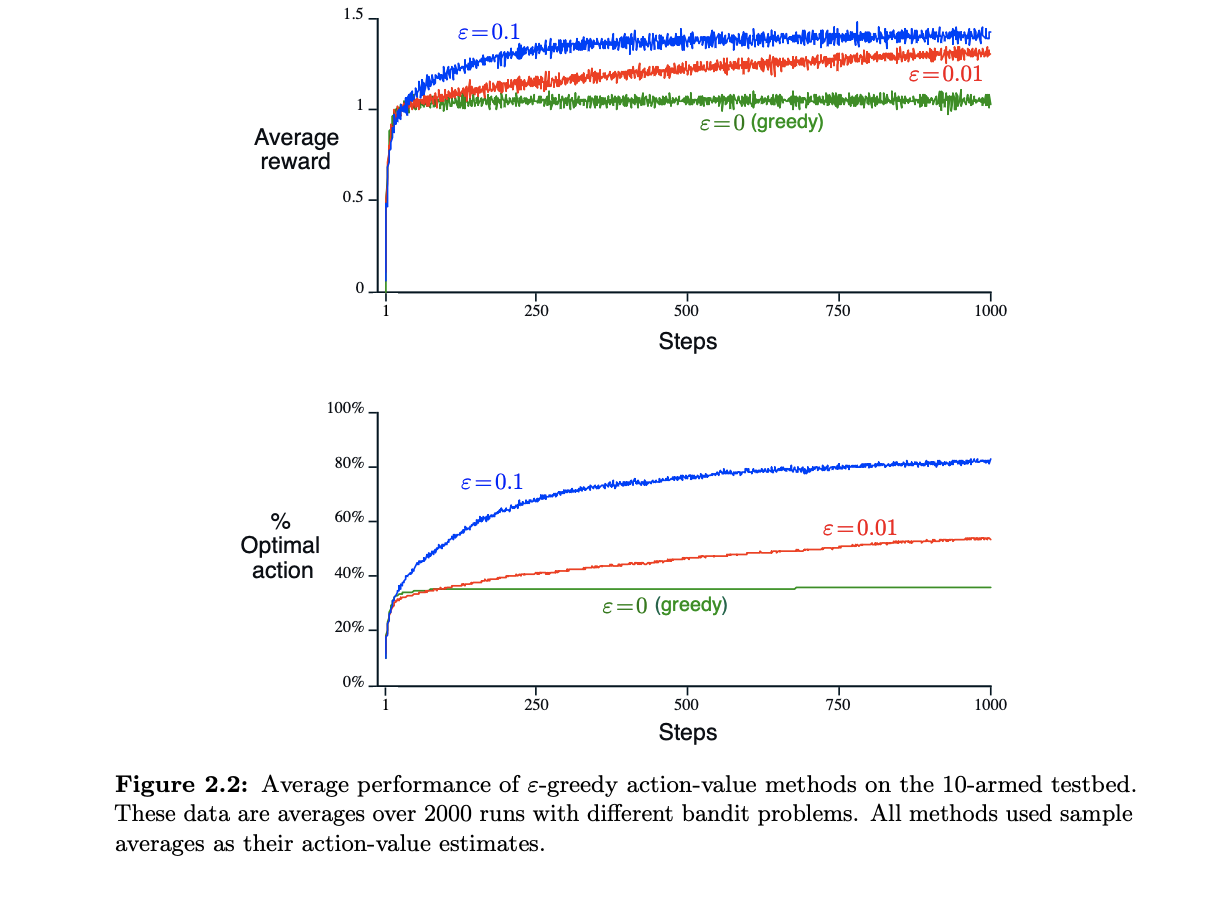 1.5
ε=0.1
ε=0.01
1
ε=0 (greedy)
Average
reward
0.5
0
1
250
500
750
1000
Steps
100%
80%
ε=0.1
60%
ε=0.01
%
Optimal
action
40%
ε=0 (greedy)
20%
0%
1
250
500
750
1000
Steps
Figure 2.2: Average performance of ε-greedy action-value methods on the 10-armed testbed.
These data are averages over 2000 runs with different bandit problems. All methods used sample
averages as their action-value estimates.